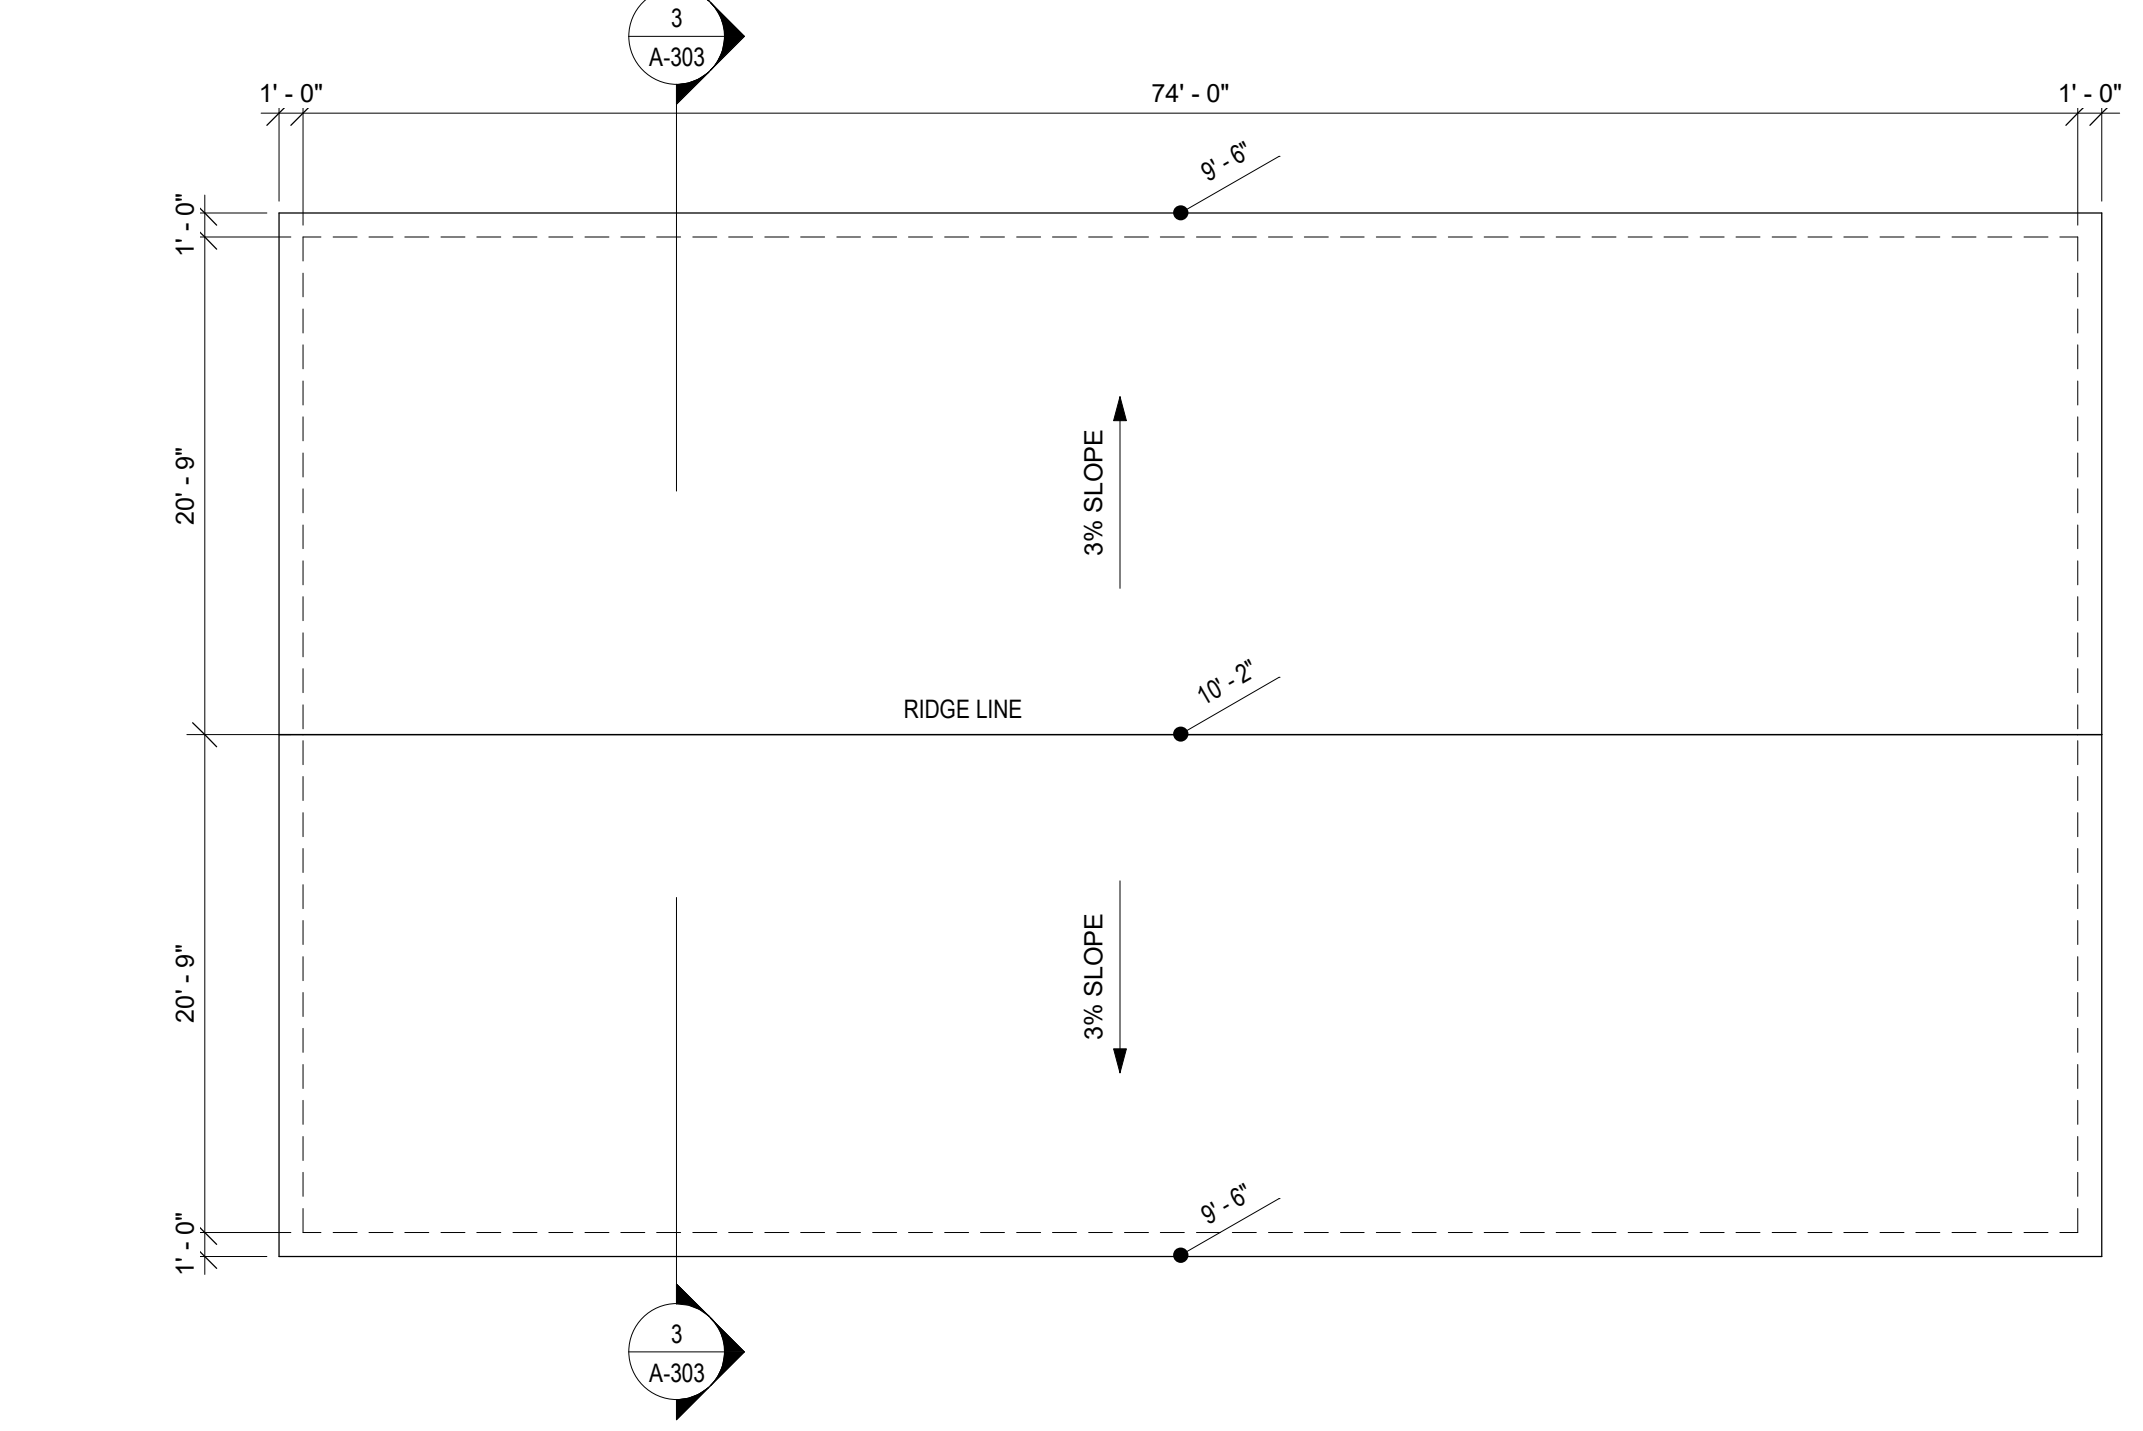 3
A-303
1' - 0"
74' - 0"
1' - 0"
9' - 6"
1' - 0"
20' - 9"
3% SLOPE
10' - 2"
RIDGE LINE
20' - 9"
3% SLOPE
9' - 6"
1' - 0"
3
A-303